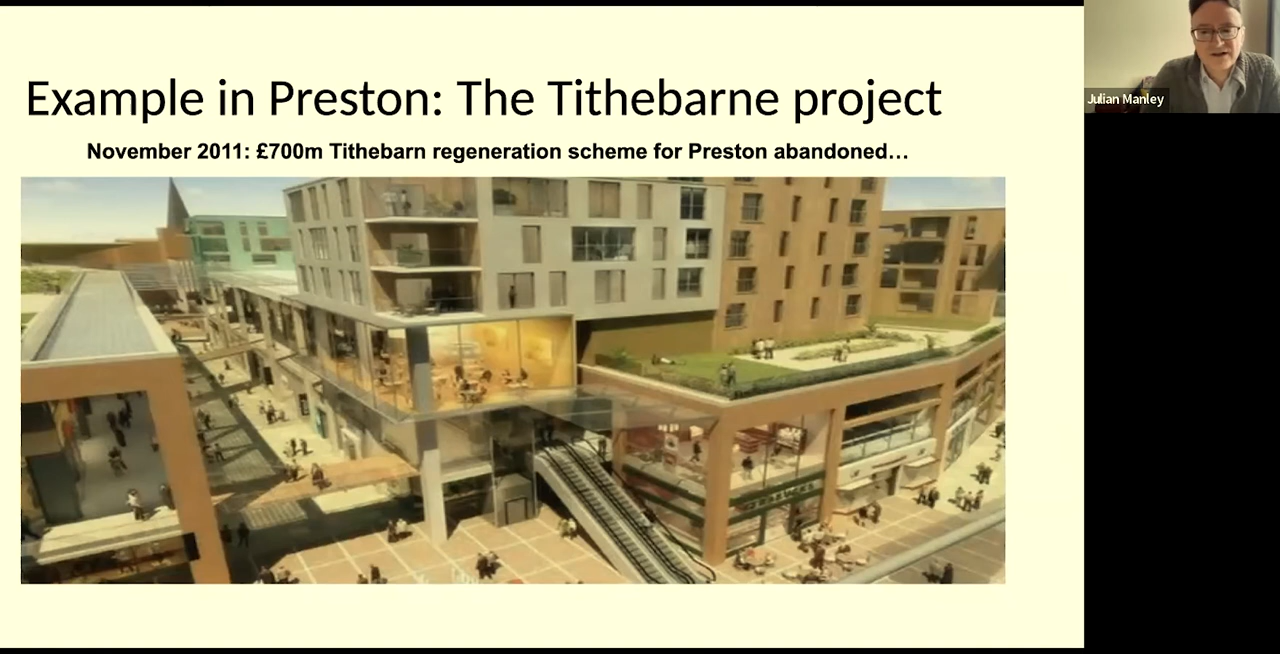 Example in Preston: The Tithebarne project
November 2011: £700m Tithebarn regeneration scheme for Preston abandoned…
Julian Manley